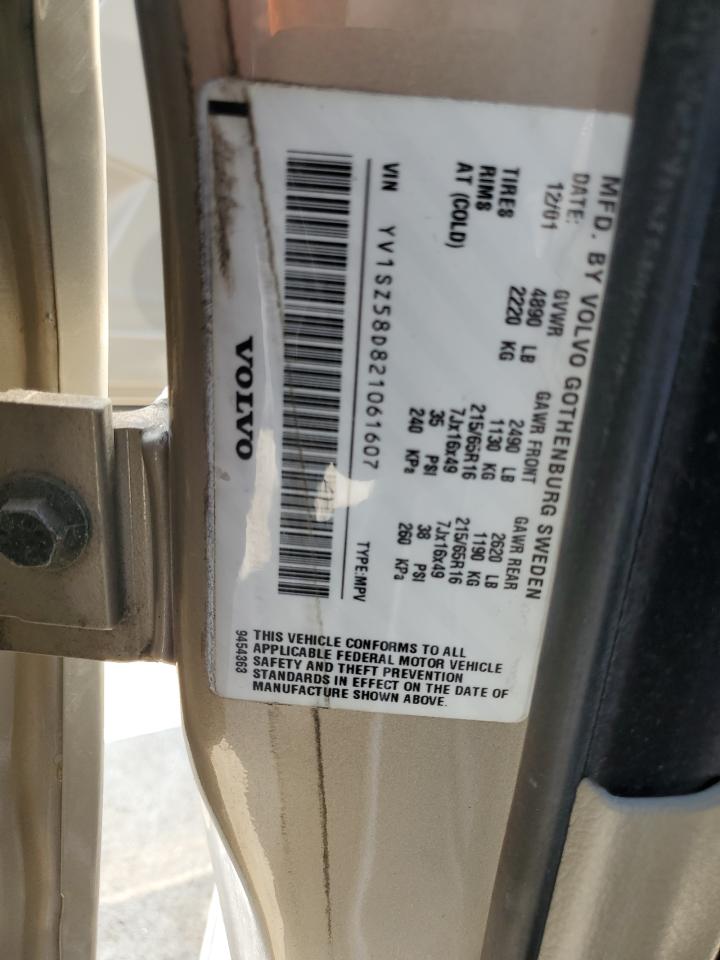 MFD. BY VOLVO GOTHENBURG SWEDEN
DATE: GVWR GAWR FRONT GAWR REAR
12/01 4890 LB 2490 LB 2620 LB
2220 KG 1130 KG 1190 KG
TIRES 215/65R16 215/65R16
RIMS 7Jx16x49 7Jx16x49
AT (COLD) 35 PSI 38 PSI
240 KPa 260 KPa
VIN YV1SZ58D821061607 TYPE:MPV
VOLVO
THIS VEHICLE CONFORMS TO ALL
APPLICABLE FEDERAL MOTOR VEHICLE
SAFETY AND THEFT PREVENTION
STANDARDS IN EFFECT ON THE DATE OF
MANUFACTURE SHOWN ABOVE.
9454363